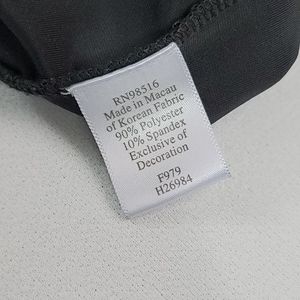 RN98516
Made in Macau
of Korean Fabric
90% Polyester
10% Spandex
Exclusive of
Decoration
F979
H26984